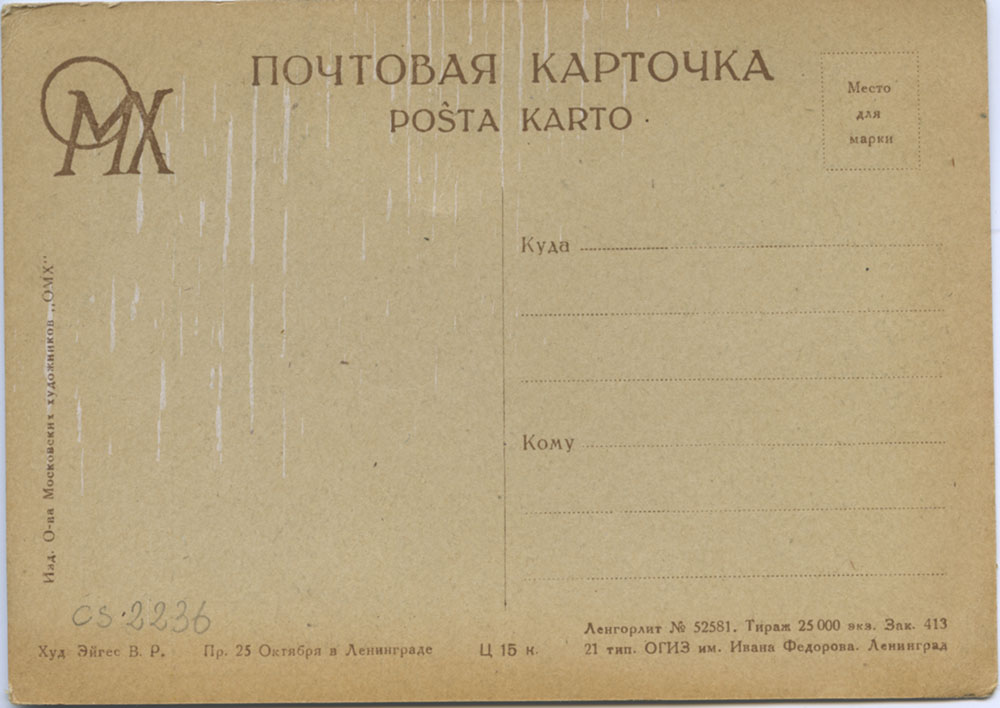 ОМХ
ПОЧТОВАЯ КАРТОЧКА
POŜTA KARTO
Место
для
марки
Куда
Кому
Изд. О-ва Московских художников „ОМХ"
CS.2236
Худ Эйгес В. Р. Пр. 25 Октября в Ленинграде Ц 15 к.
Ленгорлит № 52581. Тираж 25 000 экз. Зак. 413
21 тип. ОГИЗ им. Ивана Федорова. Ленинград